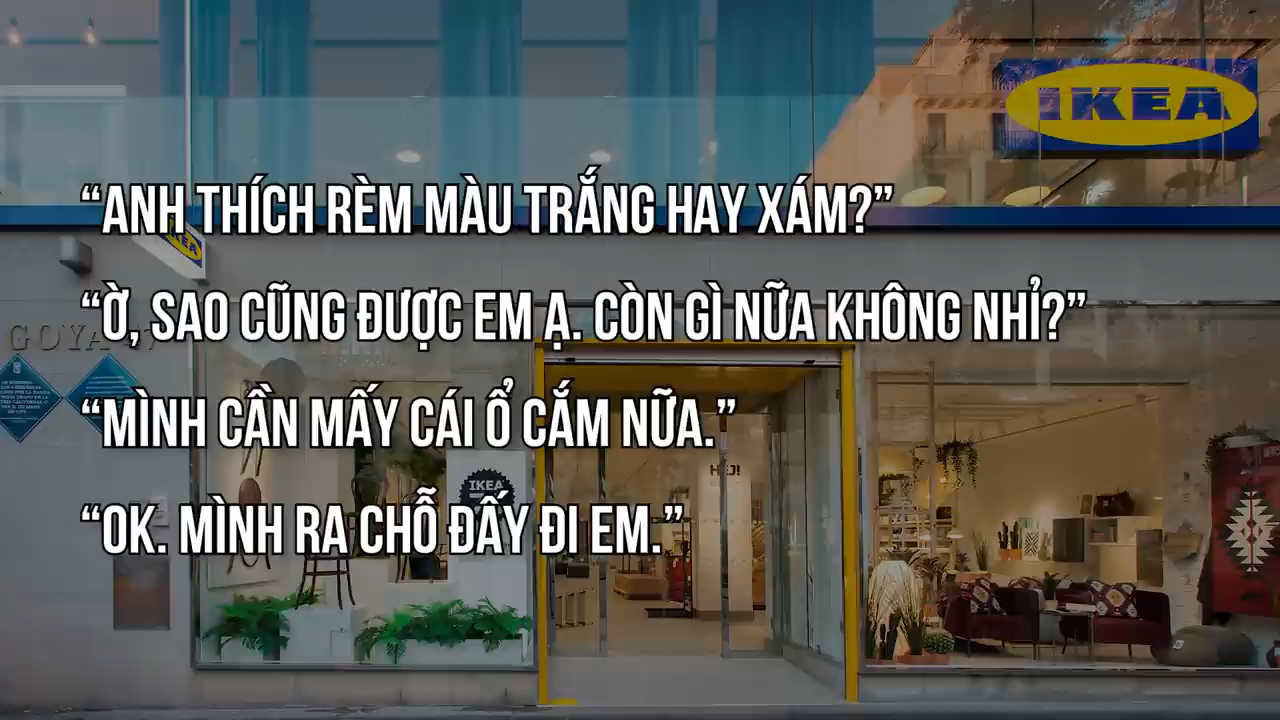 IKEA
“ANH THÍCH RÈM MÀU TRẮNG HAY XÁM?”
IKEA
“Ờ, SAO CŨNG ĐƯỢC EM Ạ. CÒN GÌ NỮA KHÔNG NHỈ?”
GOYA
“MÌNH CẦN MẤY CÁI Ổ CẮM NỮA.”
HEJ!
IKEA
“OK. MÌNH RA CHỖ ĐẤY ĐI EM.”